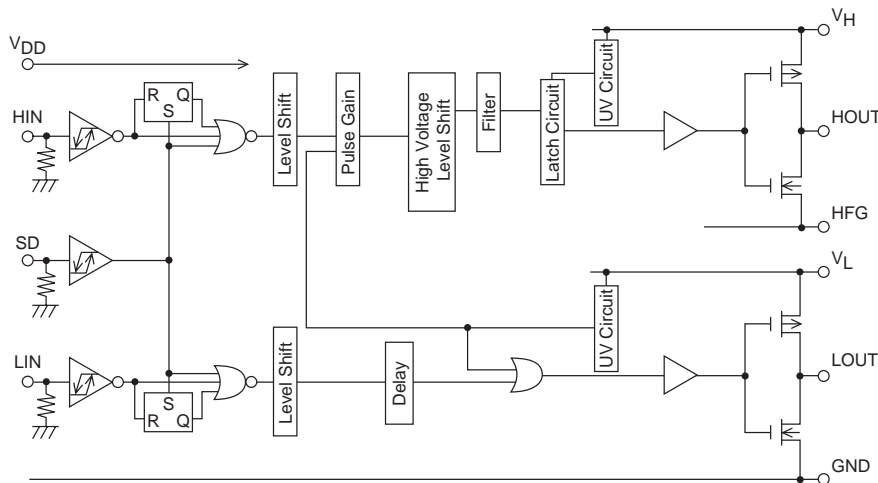 VDD
VH
R
Q
S
HIN
Level Shift
Pulse Gain
High Voltage
Level Shift
Filter
Latch Circuit
UV Circuit
HOUT
HFG
SD
VL
UV Circuit
LIN
S
R
Q
Level Shift
Delay
LOUT
GND